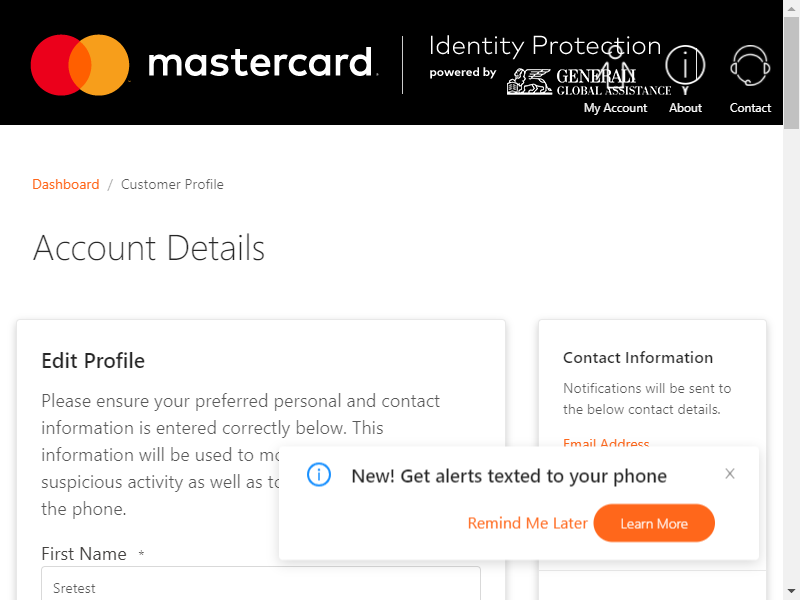 mastercard.
Identity Protection
powered by
GENERALI
GLOBAL ASSISTANCE
My Account
About
Contact
Dashboard / Customer Profile
Account Details
Edit Profile
Please ensure your preferred personal and contact
information is entered correctly below. This
information will be used to mo
suspicious activity as well as to
the phone.
First Name *
Sretest
Contact Information
Notifications will be sent to
the below contact details.
Email Address
New! Get alerts texted to your phone
Remind Me Later
Learn More